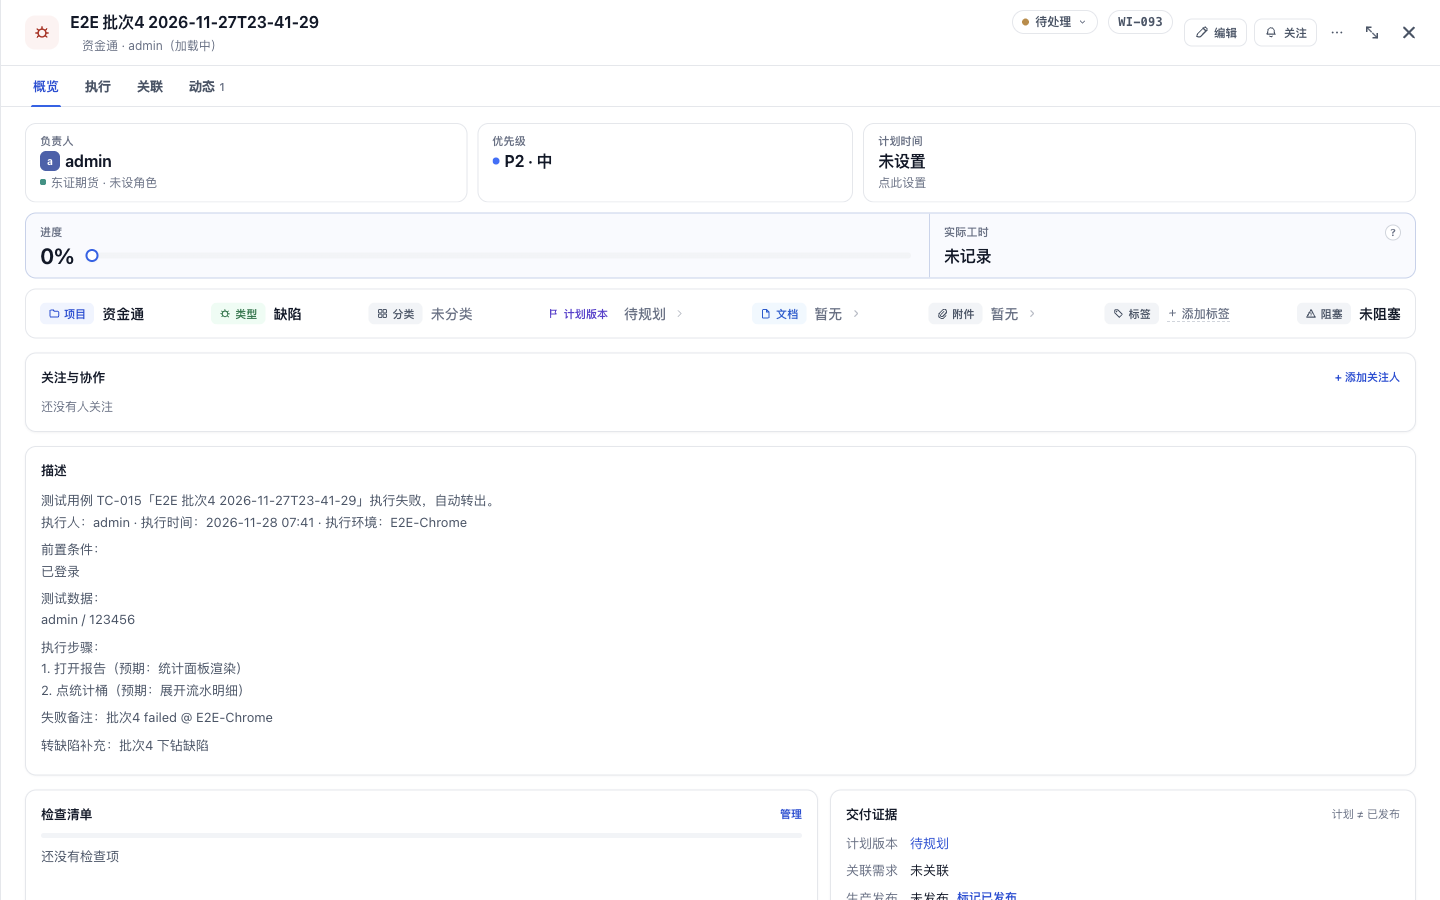 E2E 批次4 2026-11-27T23-41-29
资金通 · admin（加载中）
待处理
WI-093
编辑
关注
概览 执行 关联 动态 1
负责人
a admin
东证期货 · 未设角色
优先级
P2 · 中
计划时间
未设置
点此设置
进度
0%
实际工时
?
未记录
项目 资金通 类型 缺陷 分类 未分类 计划版本 待规划 文档 暂无 附件 暂无 标签 + 添加标签 阻塞 未阻塞
关注与协作
+ 添加关注人
还没有人关注
描述
测试用例 TC-015「E2E 批次4 2026-11-27T23-41-29」执行失败，自动转出。
执行人：admin · 执行时间：2026-11-28 07:41 · 执行环境：E2E-Chrome
前置条件：
已登录
测试数据：
admin / 123456
执行步骤：
1. 打开报告（预期：统计面板渲染）
2. 点统计桶（预期：展开流水明细）
失败备注：批次4 failed @ E2E-Chrome
转缺陷补充：批次4 下钻缺陷
检查清单
管理
还没有检查项
交付证据
计划 ≠ 已发布
计划版本 待规划
关联需求 未关联
生产发布 未发布 标记已发布